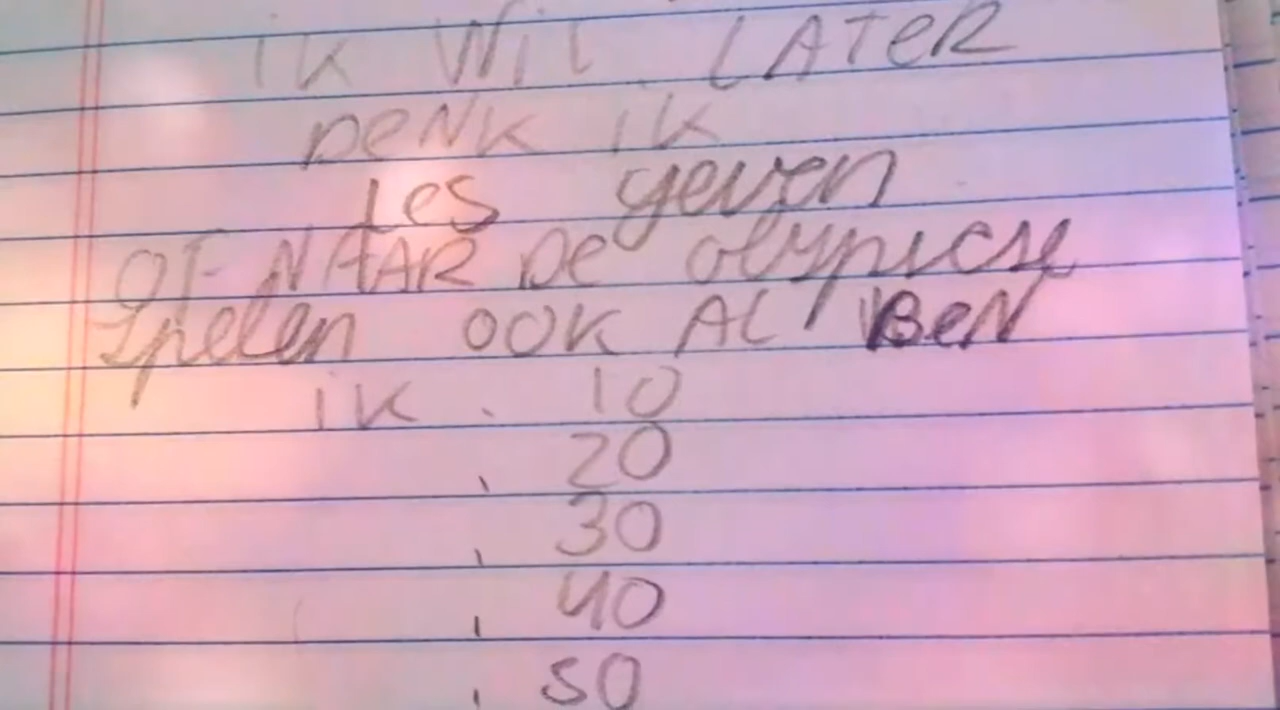 iK Wil LATeR
DeNK iK
les geven
OF NAAR De olympicse
Spelen OOK AL BeN
iK . 10
, 20
, 30
, 40
, 50